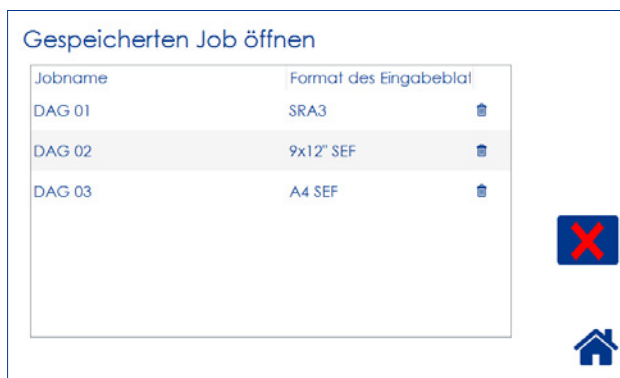 Gespeicherten Job öffnen
Jobname Format des Eingabeblat
DAG 01 SRA3
DAG 02 9x12" SEF
DAG 03 A4 SEF